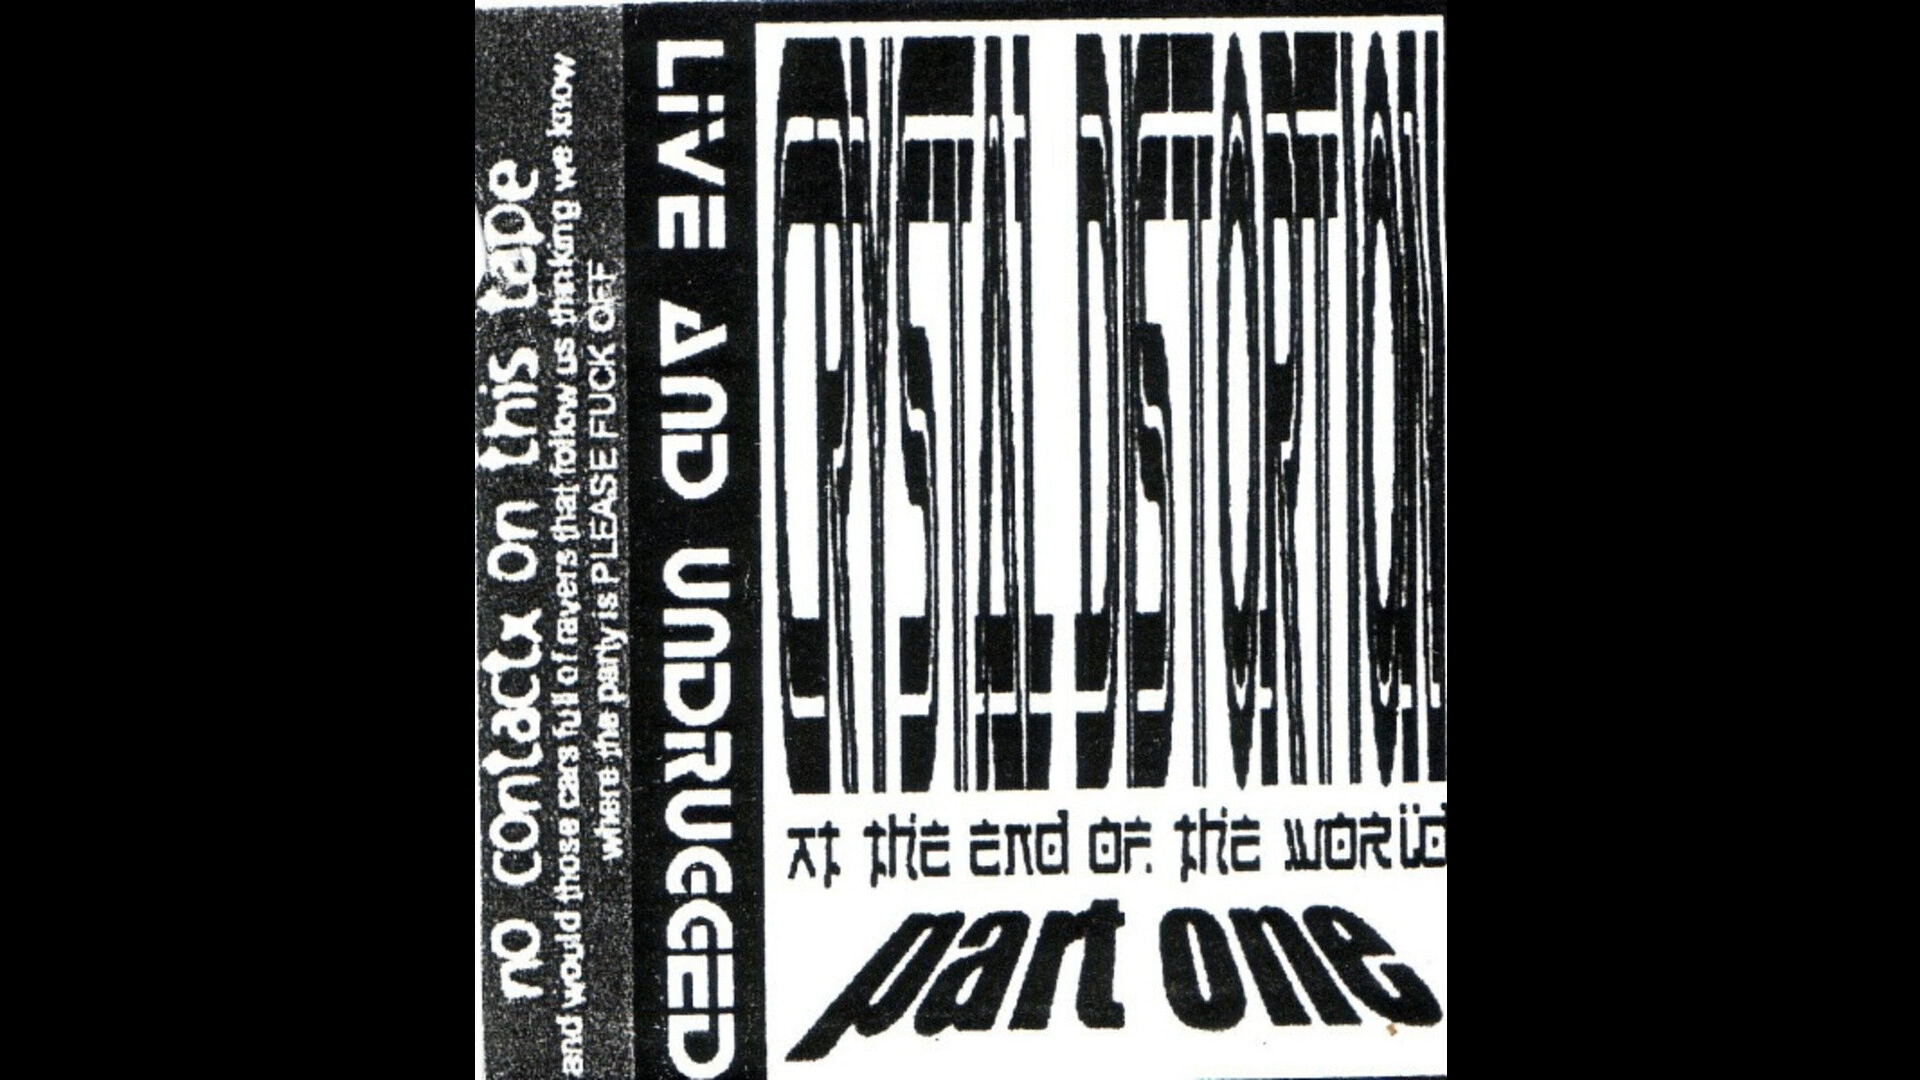 no contactx on this tape
and would those cars full of ravers that follow us thinking we know
where the party is PLEASE FUCK OFF
LIVE AND UNDRUGGED
CRYSTAL DISTORTION
AT THE END OF THE WORLD
part one